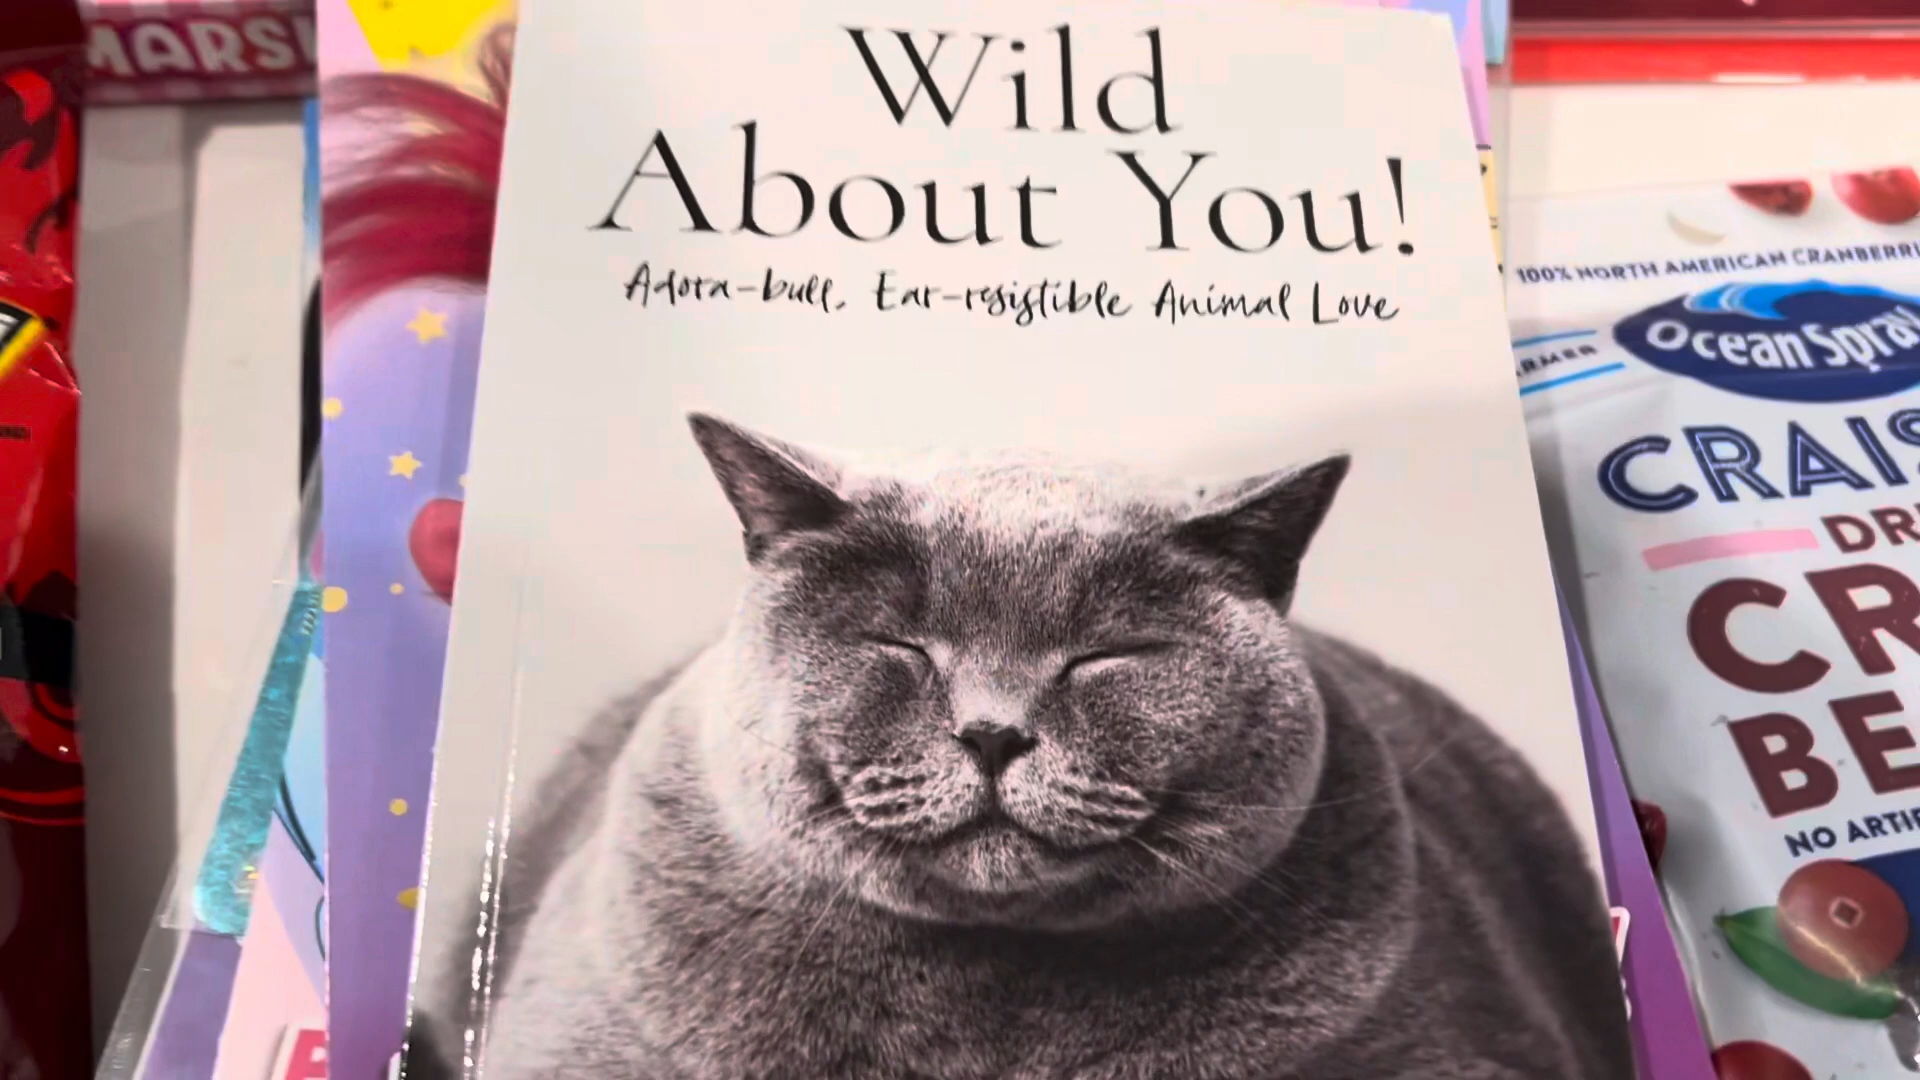 MARS
Wild
About You!
Adora-bull, Ear-resistible Animal Love
100% NORTH AMERICAN CRANBERRI
Ocean Spray
CRAIS
DR
CR
BE
NO ARTIF